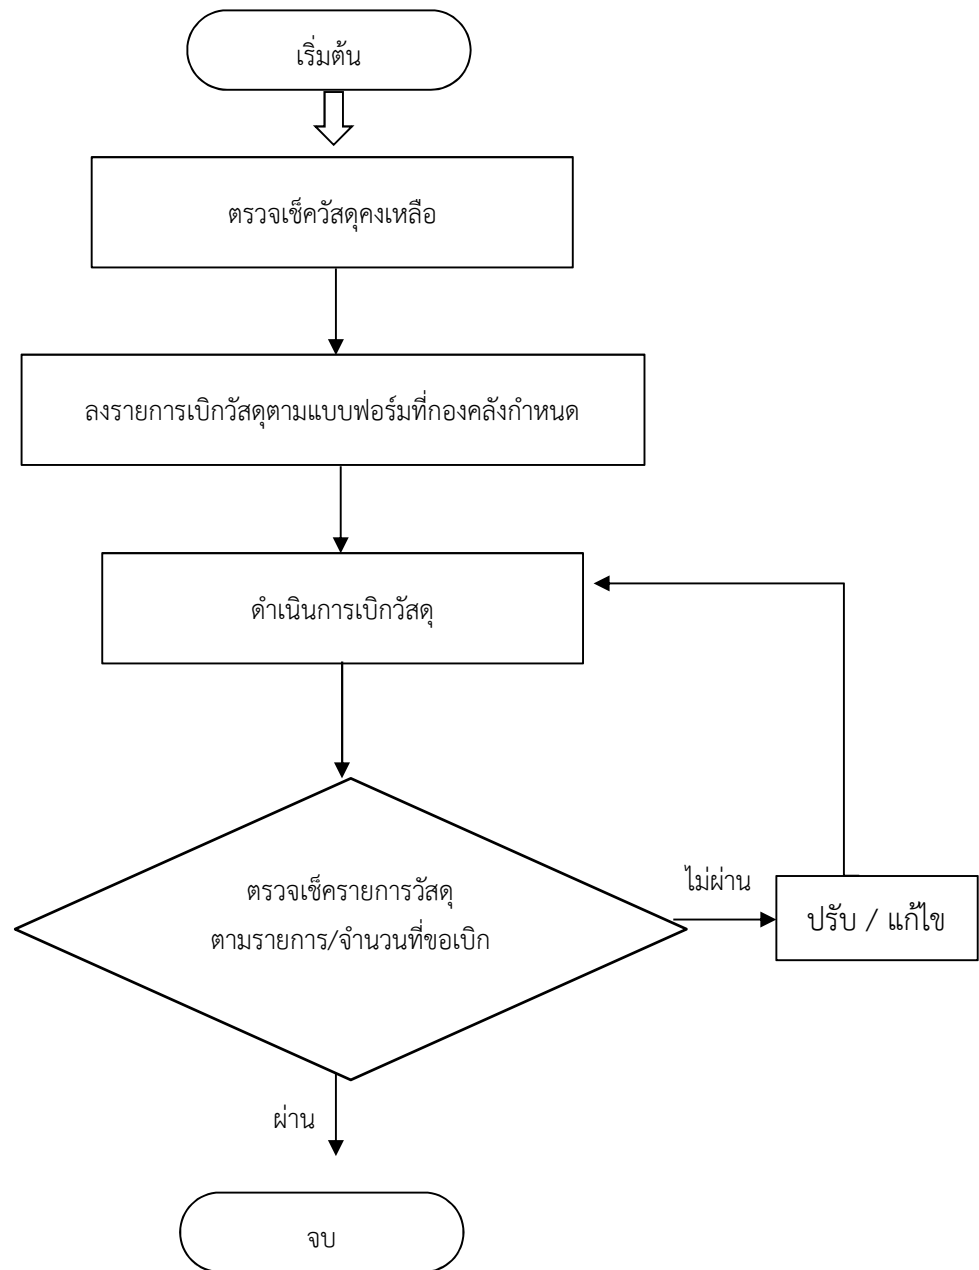 เริ่มต้น
ตรวจเช็ควัสดุคงเหลือ
ลงรายการเบิกวัสดุตามแบบฟอร์มที่กองคลังกำหนด
ดำเนินการเบิกวัสดุ
ตรวจเช็ครายการวัสดุ
ตามรายการ/จำนวนที่ขอเบิก
ไม่ผ่าน
ปรับ / แก้ไข
ผ่าน
จบ